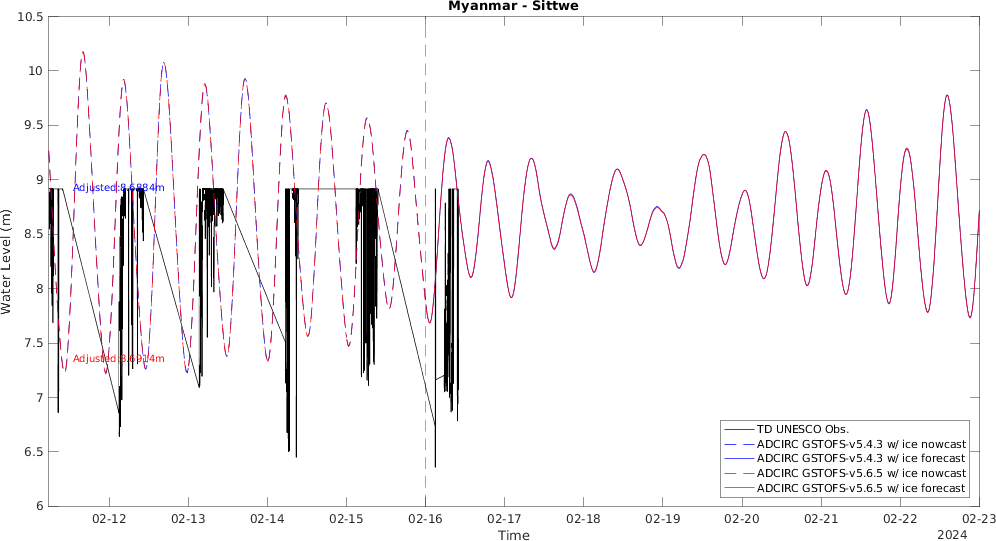 Myanmar - Sittwe
10.5
10
9.5
9
8.5
8
7.5
7
6.5
6
Water Level (m)
Adjusted:8.6884m
Adjusted:8.6914m
TD UNESCO Obs.
ADCIRC GSTOFS-v5.4.3 w/ ice nowcast
ADCIRC GSTOFS-v5.4.3 w/ ice forecast
ADCIRC GSTOFS-v5.6.5 w/ ice nowcast
ADCIRC GSTOFS-v5.6.5 w/ ice forecast
02-12 02-13 02-14 02-15 02-16 02-17 02-18 02-19 02-20 02-21 02-22 02-23
Time
2024